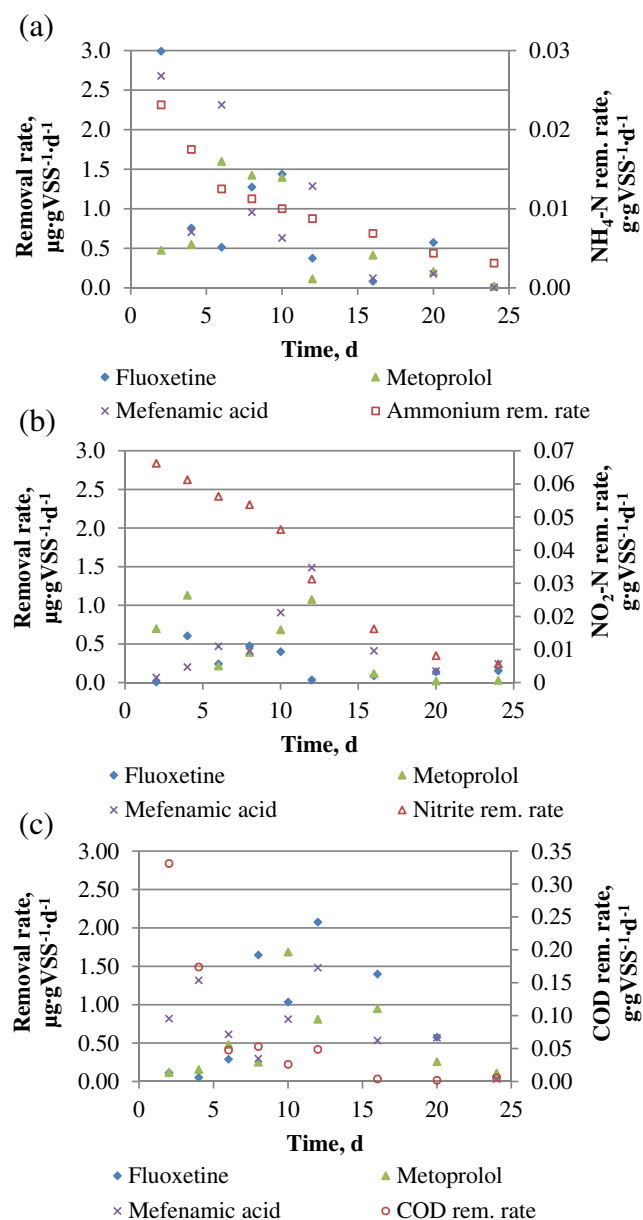 (a)
3.0
2.5
2.0
1.5
1.0
0.5
0.0
Removal rate,
µg·gVSS⁻¹·d⁻¹
0.03
0.02
0.01
0.00
NH₄-N rem. rate,
g·gVSS⁻¹·d⁻¹
0 5 10 15 20 25
Time, d
Fluoxetine Metoprolol
Mefenamic acid Ammonium rem. rate
(b)
3.0
2.5
2.0
1.5
1.0
0.5
0.0
Removal rate,
µg·gVSS⁻¹·d⁻¹
0.07
0.06
0.05
0.04
0.03
0.02
0.01
0
NO₂-N rem. rate,
g·gVSS⁻¹·d⁻¹
0 5 10 15 20 25
Time, d
Fluoxetine Metoprolol
Mefenamic acid Nitrite rem. rate
(c)
3.00
2.50
2.00
1.50
1.00
0.50
0.00
Removal rate,
µg·gVSS⁻¹·d⁻¹
0.35
0.30
0.25
0.20
0.15
0.10
0.05
0.00
COD rem. rate,
g·gVSS⁻¹·d⁻¹
0 5 10 15 20 25
Time, d
Fluoxetine Metoprolol
Mefenamic acid COD rem. rate